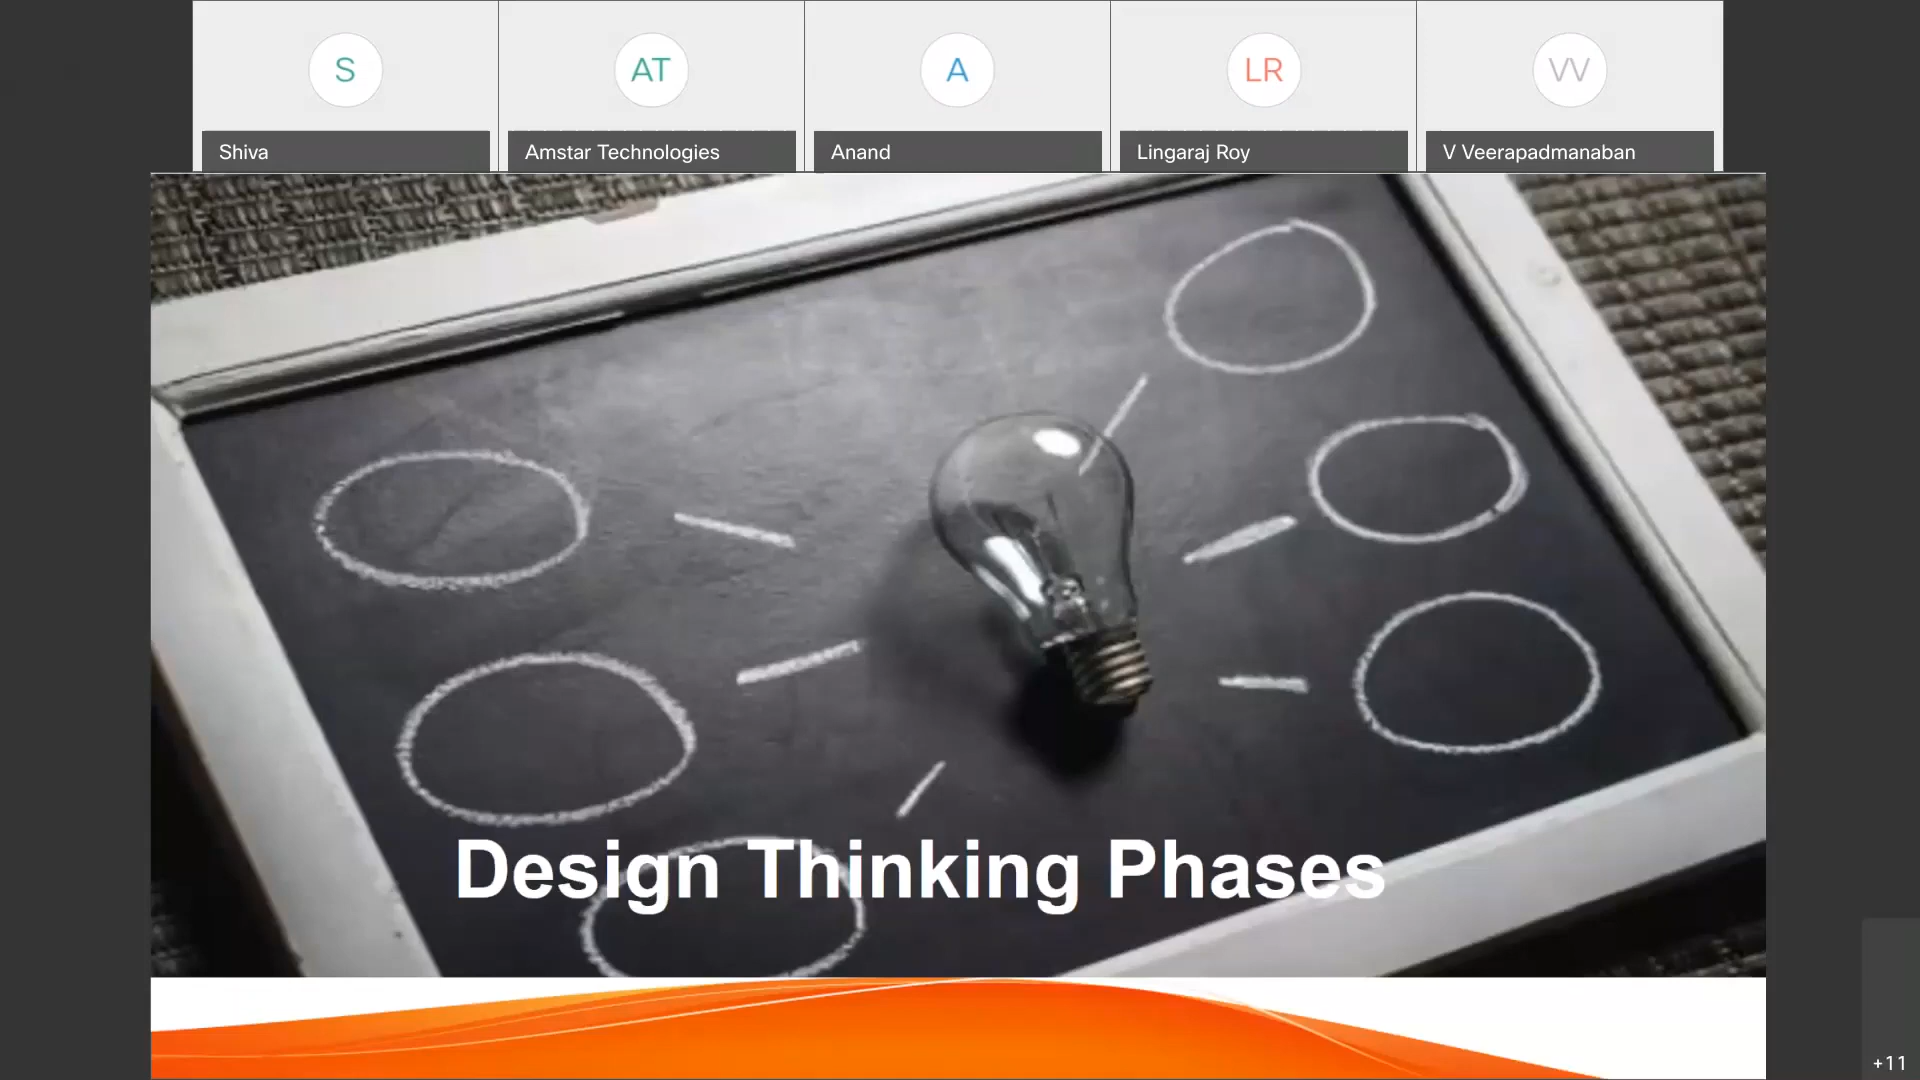 S
AT
A
LR
VV
Shiva
Amstar Technologies
Anand
Lingaraj Roy
V Veerapadmanaban
Design Thinking Phases
+11